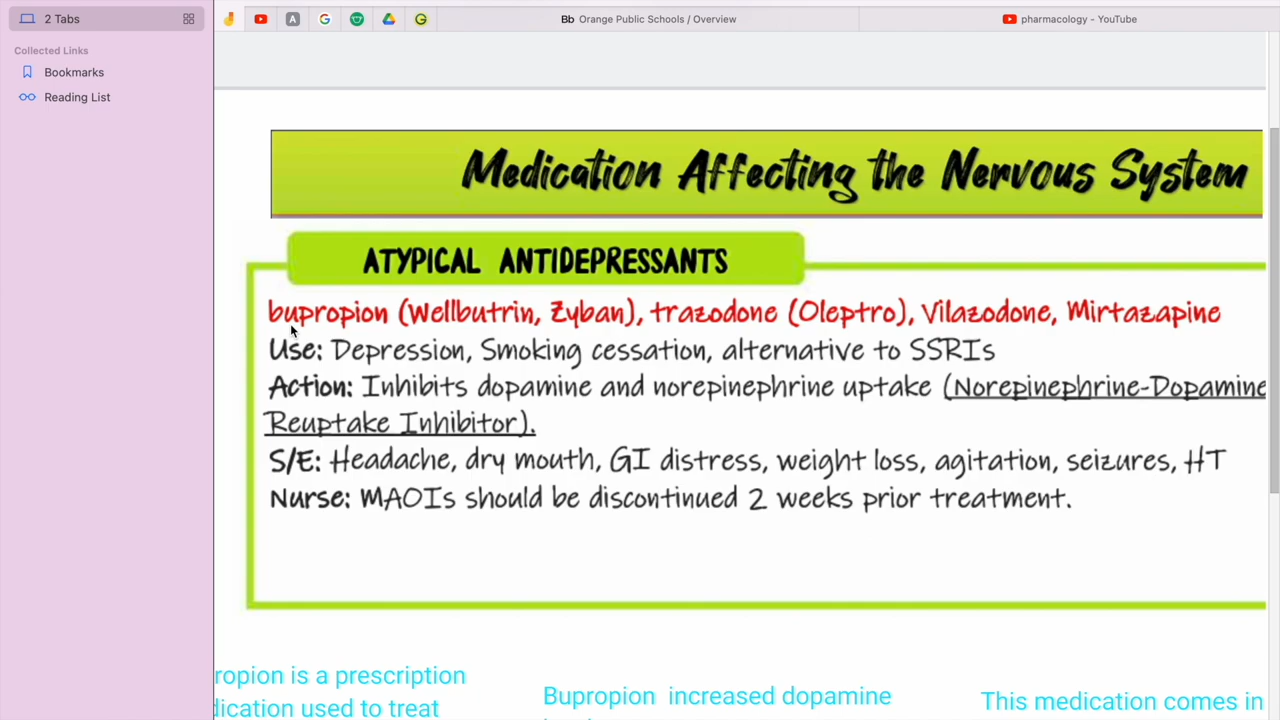 2 Tabs
Bb Orange Public Schools / Overview
pharmacology - YouTube
Collected Links
Bookmarks
Reading List
Medication Affecting the Nervous System
ATYPICAL ANTIDEPRESSANTS
bupropion (Wellbutrin, Zyban), trazodone (Oleptro), Vilazodone, Mirtazapine
Use: Depression, Smoking cessation, alternative to SSRIs
Action: Inhibits dopamine and norepinephrine uptake (Norepinephrine-Dopamine
Reuptake Inhibitor).
S/E: Headache, dry mouth, GI distress, weight loss, agitation, seizures, HT
Nurse: MAOIs should be discontinued 2 weeks prior treatment.
ropion is a prescription
dication used to treat
Bupropion increased dopamine
This medication comes in